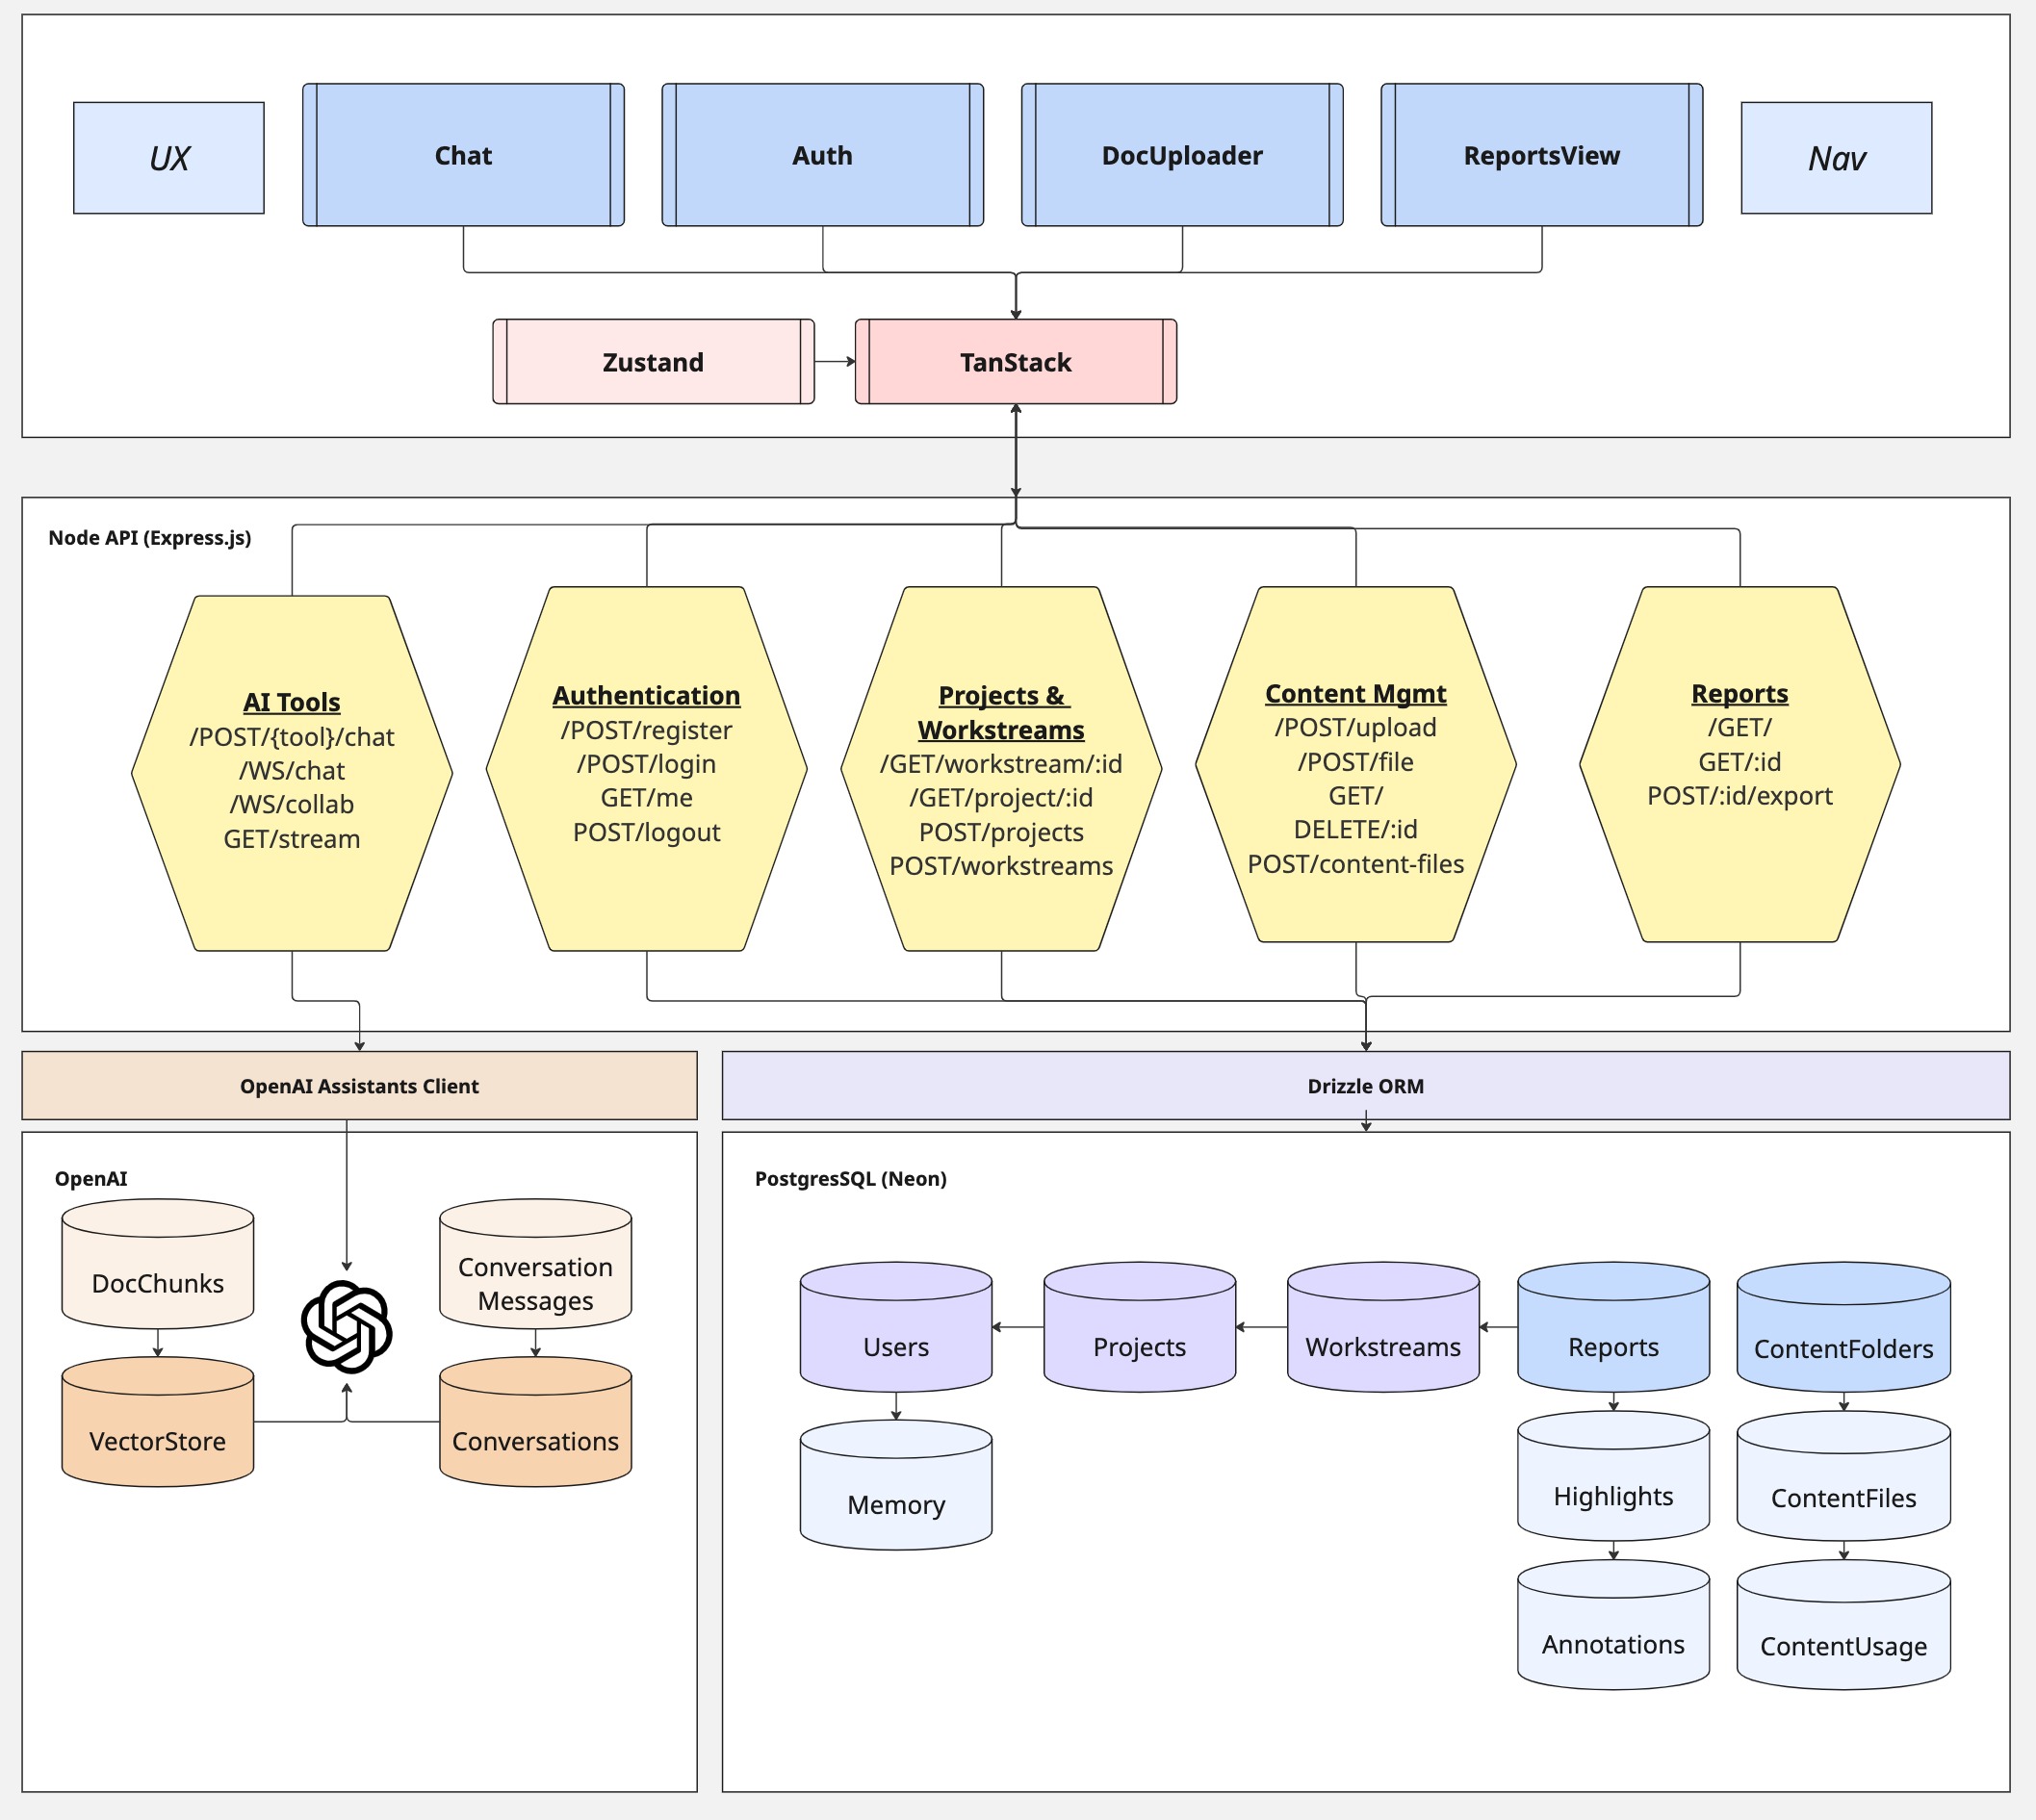 UX
Chat
Auth
DocUploader
ReportsView
Nav
Zustand
TanStack
Node API (Express.js)
AI Tools
/POST/{tool}/chat
/WS/chat
/WS/collab
GET/stream
Authentication
/POST/register
/POST/login
GET/me
POST/logout
Projects &
Workstreams
/GET/workstream/:id
/GET/project/:id
POST/projects
POST/workstreams
Content Mgmt
/POST/upload
/POST/file
GET/
DELETE/:id
POST/content-files
Reports
/GET/
GET/:id
POST/:id/export
OpenAI Assistants Client
Drizzle ORM
OpenAI
DocChunks
Conversation
Messages
VectorStore
Conversations
PostgresSQL (Neon)
Users
Projects
Workstreams
Reports
ContentFolders
Memory
Highlights
ContentFiles
Annotations
ContentUsage